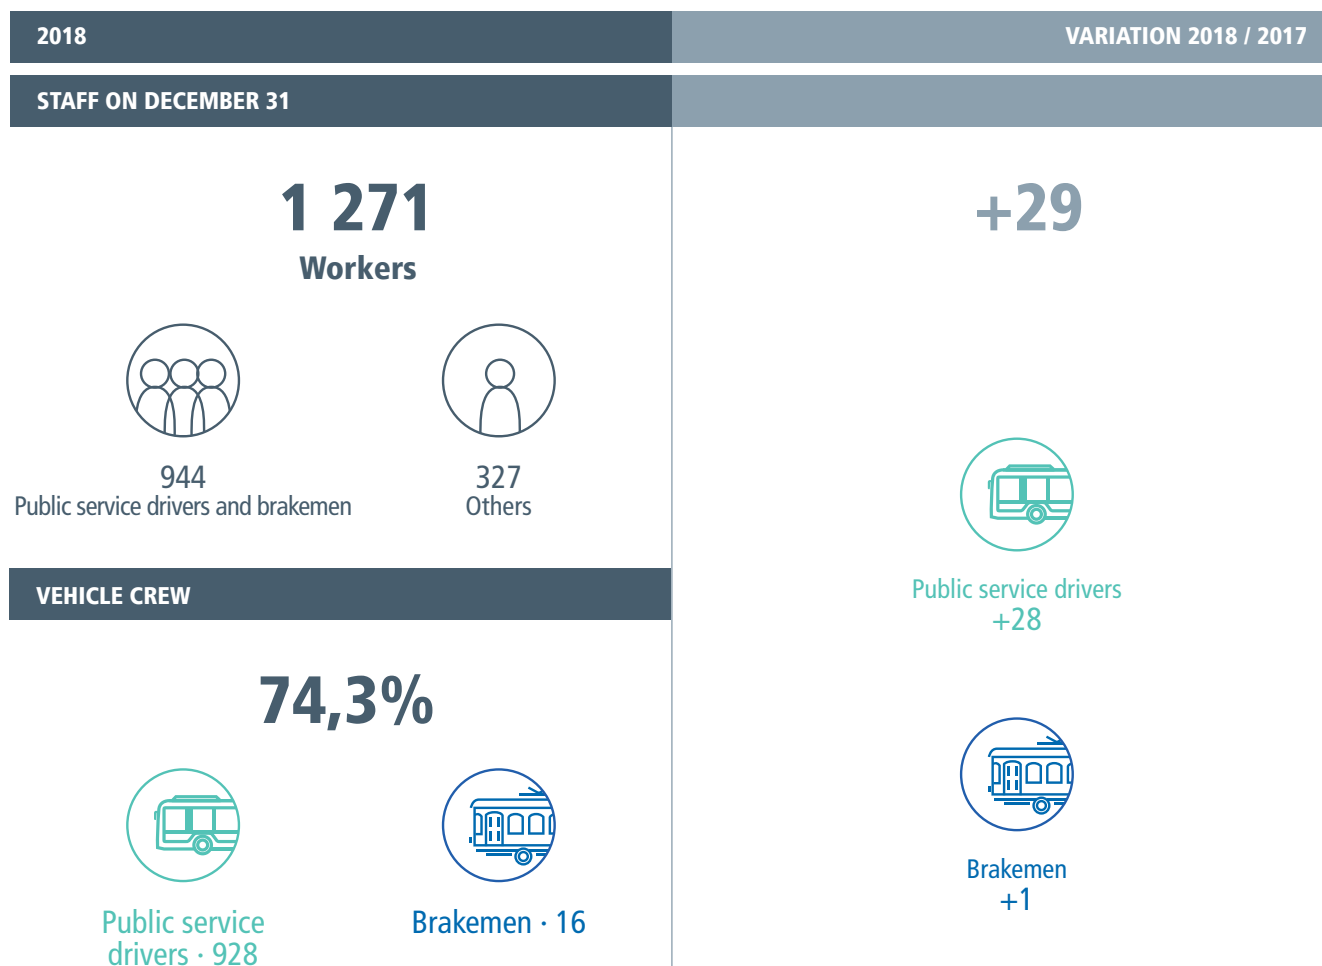 2018
VARIATION 2018 / 2017
STAFF ON DECEMBER 31
1 271
Workers
+29
944
Public service drivers and brakemen
327
Others
Public service drivers
+28
VEHICLE CREW
74,3%
Brakemen
+1
Public service
drivers · 928
Brakemen · 16